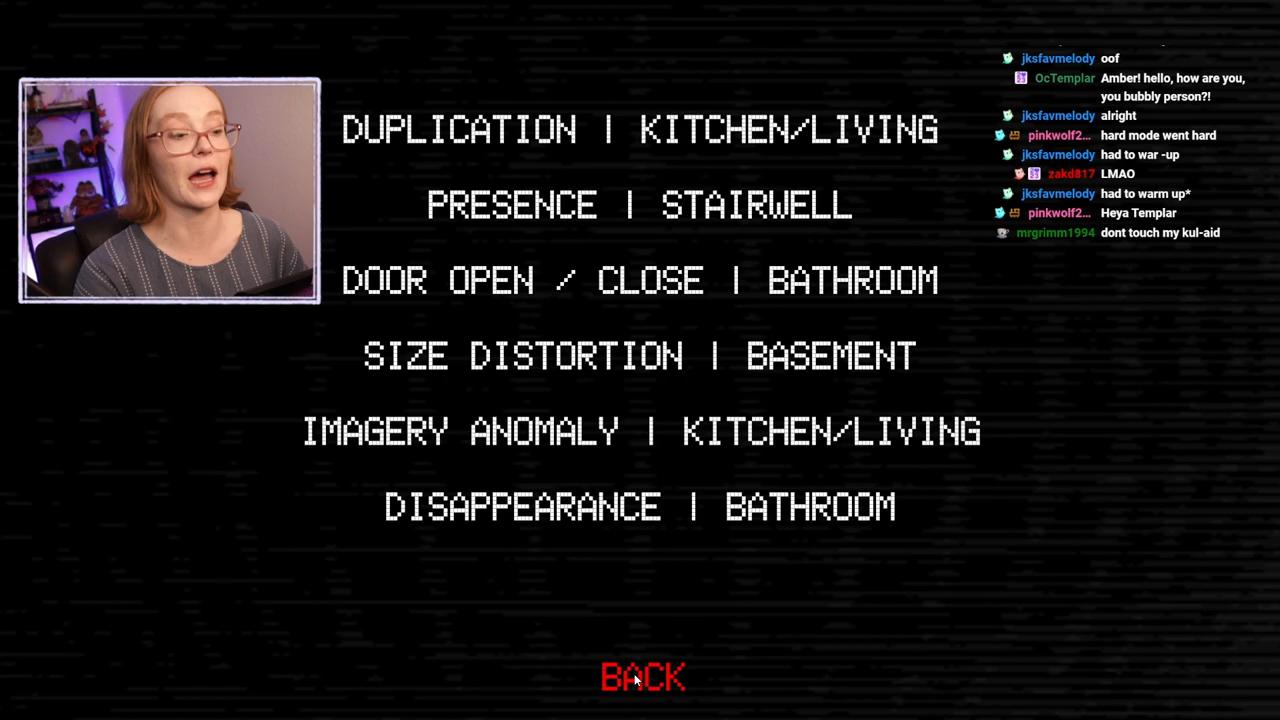 DUPLICATION | KITCHEN/LIVING
PRESENCE | STAIRWELL
DOOR OPEN / CLOSE | BATHROOM
SIZE DISTORTION | BASEMENT
IMAGERY ANOMALY | KITCHEN/LIVING
DISAPPEARANCE | BATHROOM
BACK
jksfavmelody oof
OcTemplar Amber! hello, how are you,
you bubbly person?!
jksfavmelody alright
pinkwolf2... hard mode went hard
jksfavmelody had to war -up
zakd817 LMAO
jksfavmelody had to warm up*
pinkwolf2... Heya Templar
mrgrimm1994 dont touch my kul-aid